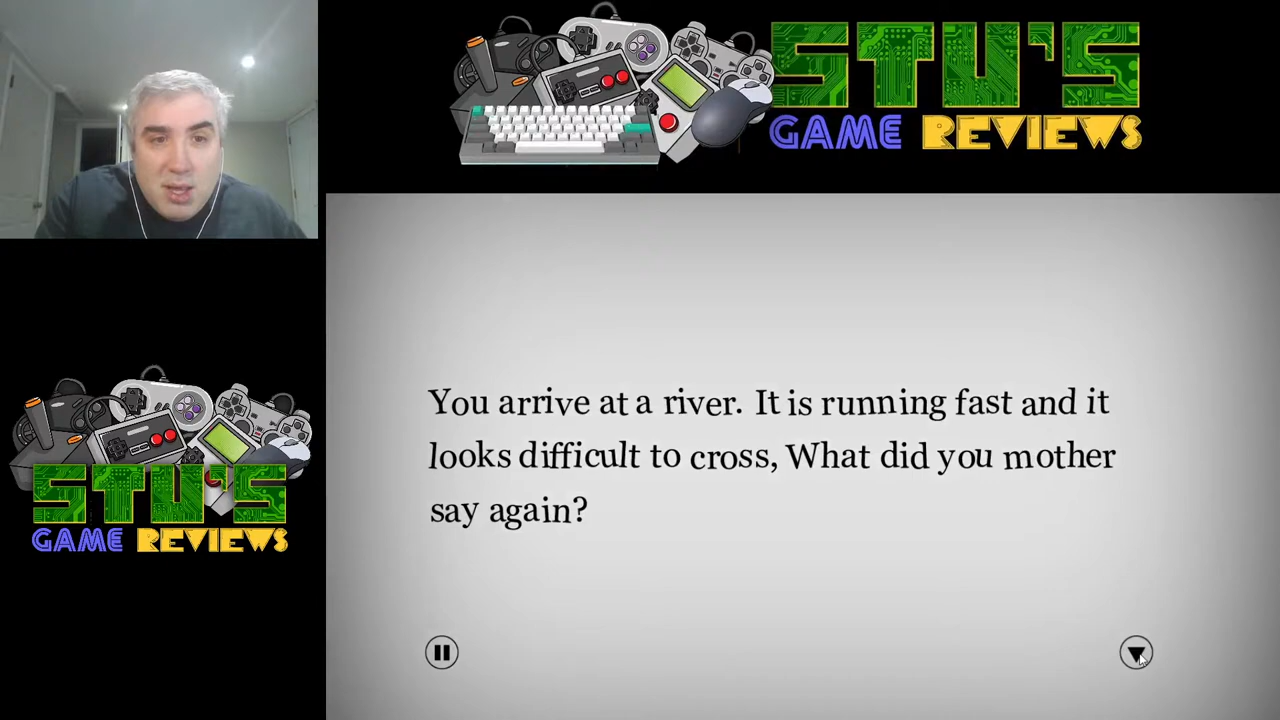 STU'S
GAME REVIEWS
You arrive at a river. It is running fast and it
looks difficult to cross, What did you mother
say again?
STU'S
GAME REVIEWS